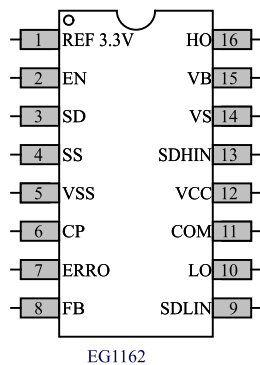 1 REF 3.3V HO 16
2 EN VB 15
3 SD VS 14
4 SS SDHIN 13
5 VSS VCC 12
6 CP COM 11
7 ERRO LO 10
8 FB SDLIN 9
EG1162